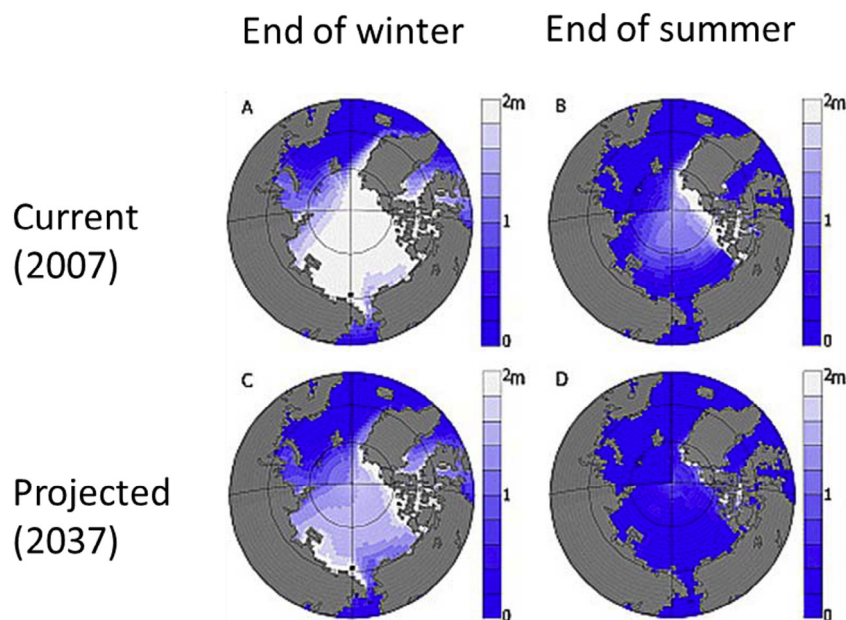 End of winter
End of summer
A
2m
1
0
B
2m
1
0
Current
(2007)
C
2m
1
0
D
2m
1
0
Projected
(2037)